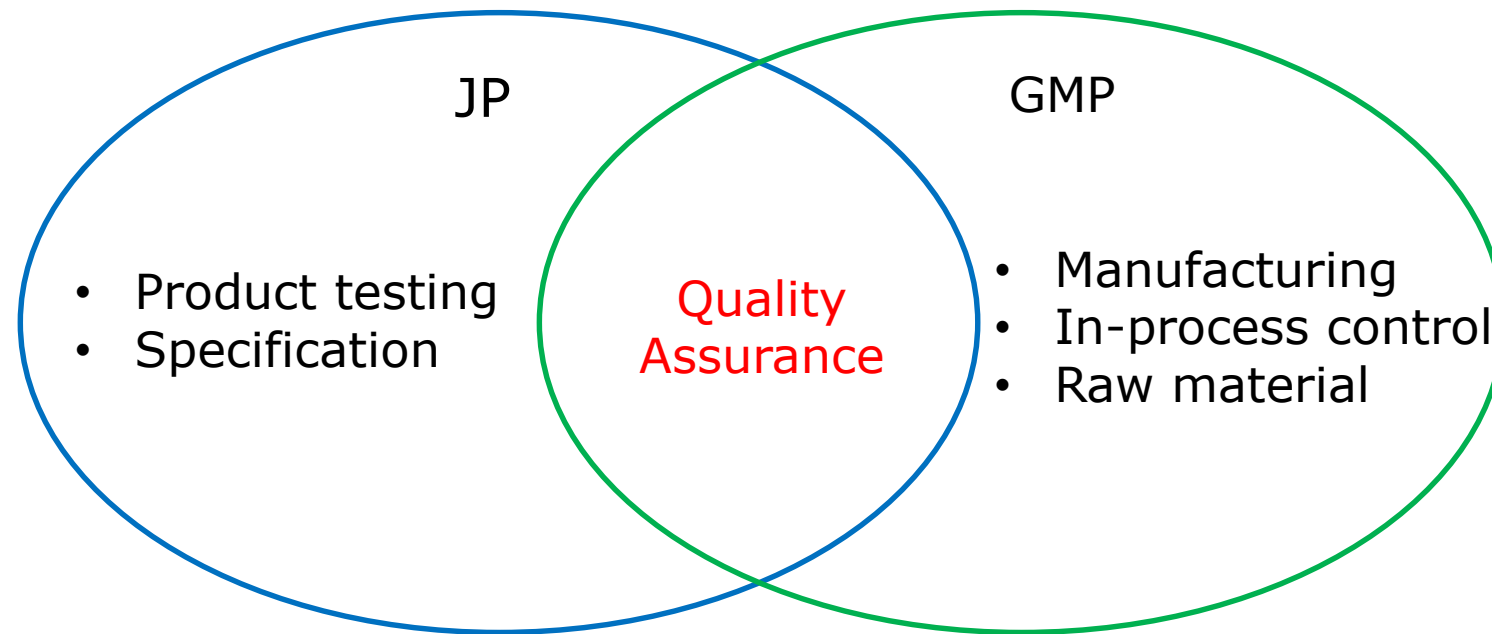 JP
GMP
• Product testing
• Specification
Quality
Assurance
• Manufacturing
• In-process control
• Raw material